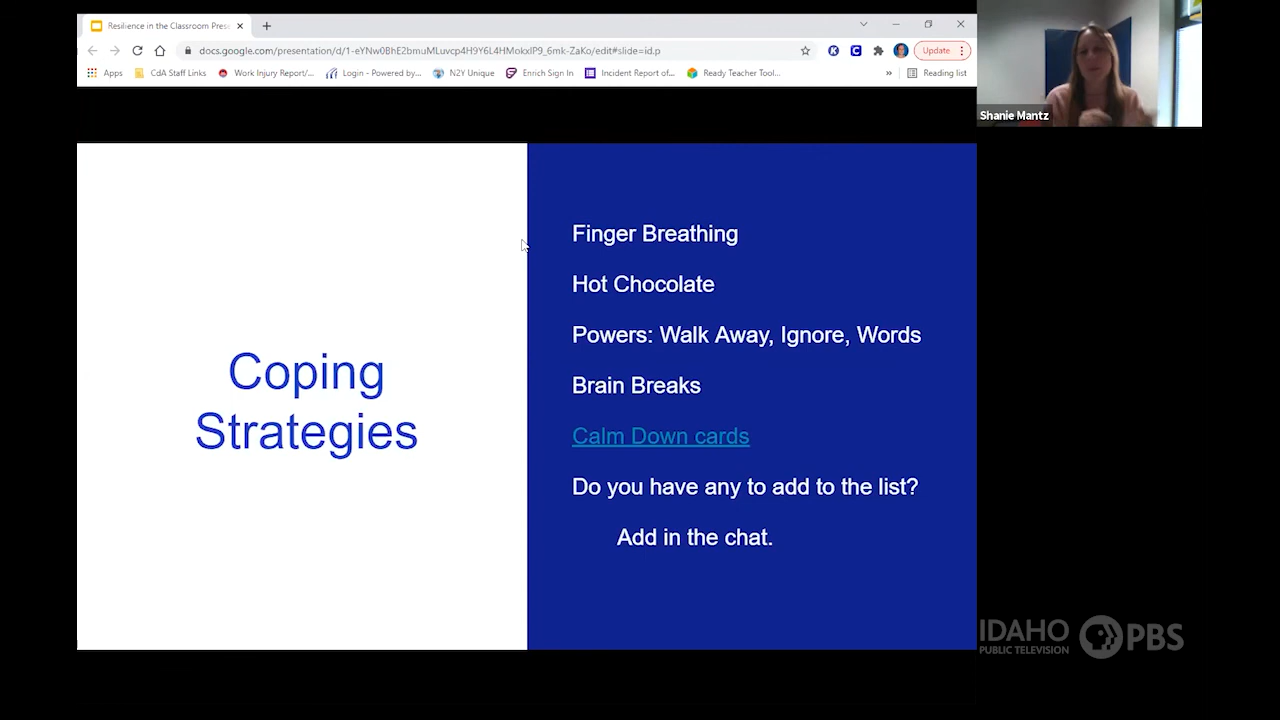 Resilience in the Classroom Prese
docs.google.com/presentation/d/1-eYNw0BhE2bmuMLuvcp4H9Y6L4HMokxlP9_6mk-ZaKo/edit#slide=id.p
Update
Apps
CdA Staff Links
Work Injury Report/...
Login - Powered by...
N2Y Unique
Enrich Sign In
Incident Report of...
Ready Teacher Tool...
»
Reading list
Shanie Mantz
Coping
Strategies
Finger Breathing
Hot Chocolate
Powers: Walk Away, Ignore, Words
Brain Breaks
Calm Down cards
Do you have any to add to the list?
Add in the chat.
IDAHO
PUBLIC TELEVISION
PBS